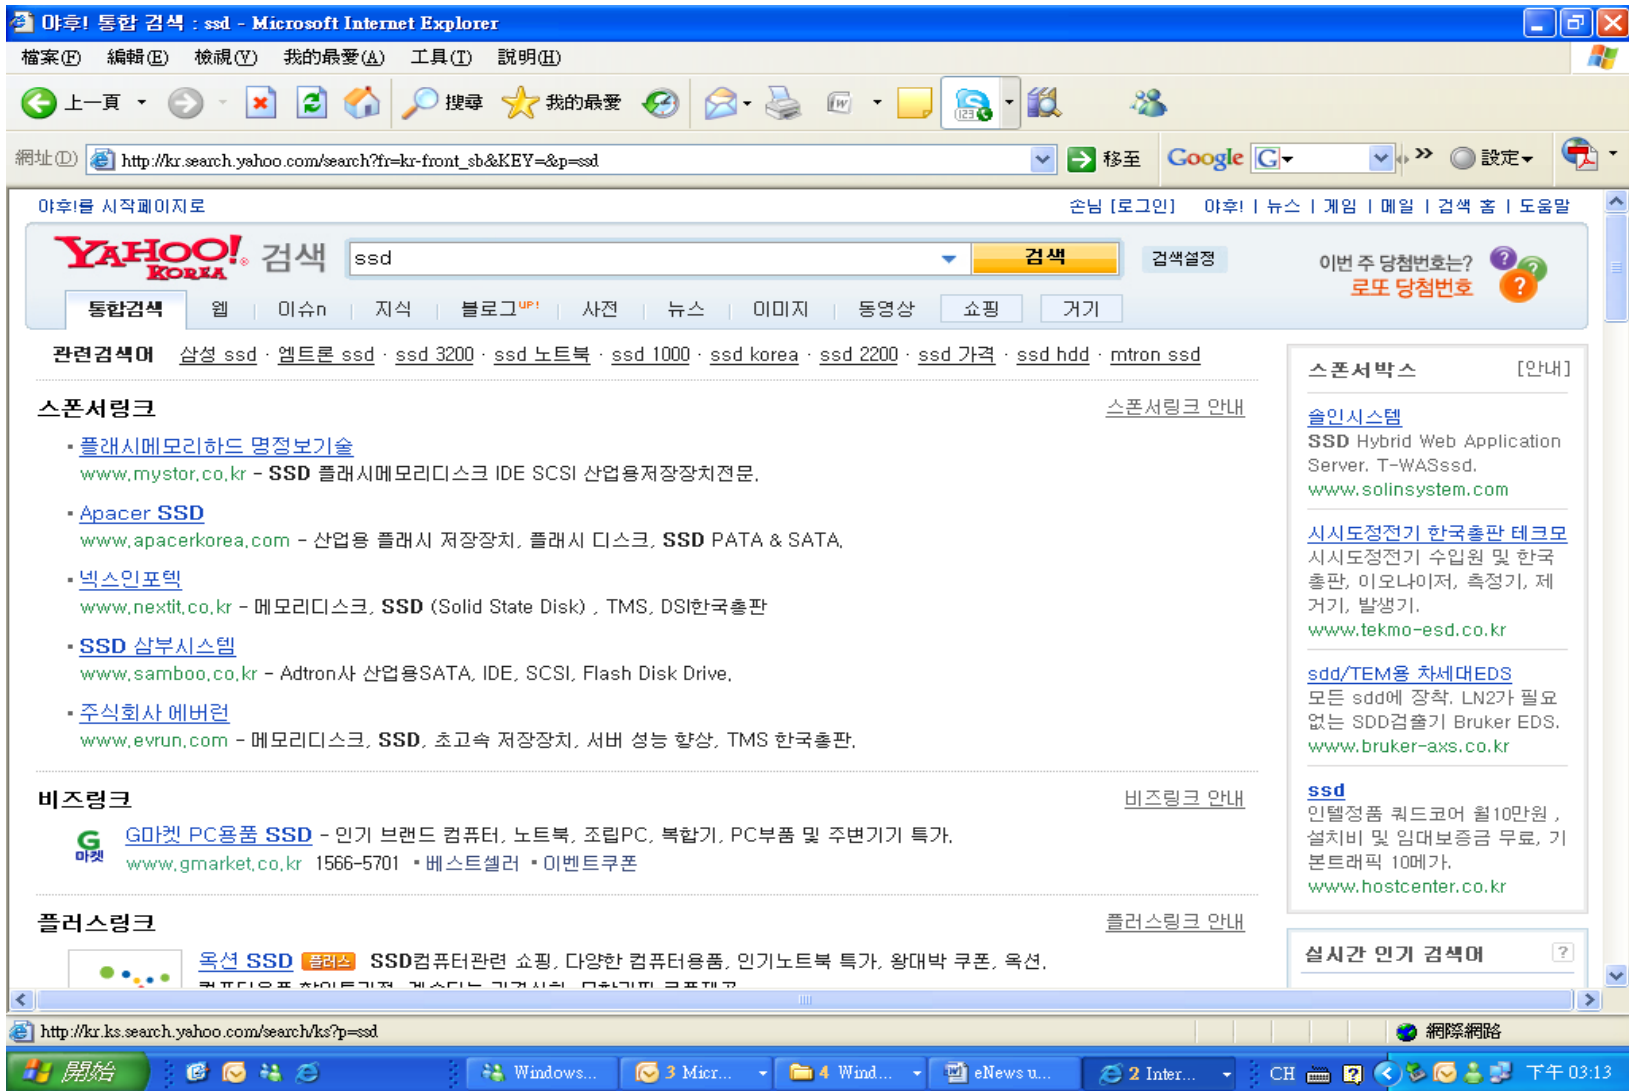 야후! 통합 검색 : ssd - Microsoft Internet Explorer
檔案(F) 編輯(E) 檢視(V) 我的最愛(A) 工具(T) 說明(H)
上一頁 搜尋 我的最愛
網址(D) http://kr.search.yahoo.com/search?fr=kr-front_sb&KEY=&p=ssd 移至 Google G 設定
야후!를 시작페이지로 손님 [로그인] 야후! | 뉴스 | 게임 | 메일 | 검색 홈 | 도움말
YAHOO! KOREA 검색 ssd 검색 검색설정
이번 주 당첨번호는?
로또 당첨번호
통합검색 웹 이슈n 지식 블로그UP! 사전 뉴스 이미지 동영상 쇼핑 거기
관련검색어 삼성 ssd · 엠트론 ssd · ssd 3200 · ssd 노트북 · ssd 1000 · ssd korea · ssd 2200 · ssd 가격 · ssd hdd · mtron ssd
스폰서링크 스폰서링크 안내
플래시메모리하드 명정보기술
www.mystor.co.kr - SSD 플래시메모리디스크 IDE SCSI 산업용저장장치전문.
Apacer SSD
www.apacerkorea.com - 산업용 플래시 저장장치, 플래시 디스크, SSD PATA & SATA.
넥스인포텍
www.nextit.co.kr - 메모리디스크, SSD (Solid State Disk) , TMS, DSI한국총판
SSD 삼부시스템
www.samboo.co.kr - Adtron사 산업용SATA, IDE, SCSI, Flash Disk Drive.
주식회사 에버런
www.evrun.com - 메모리디스크, SSD, 초고속 저장장치, 서버 성능 향상, TMS 한국총판.
비즈링크 비즈링크 안내
G마켓
G마켓 PC용품 SSD - 인기 브랜드 컴퓨터, 노트북, 조립PC, 복합기, PC부품 및 주변기기 특가.
www.gmarket.co.kr 1566-5701 ▪베스트셀러 ▪이벤트쿠폰
플러스링크 플러스링크 안내
옥션 SSD 플러스 SSD컴퓨터관련 쇼핑, 다양한 컴퓨터용품, 인기노트북 특가, 왕대박 쿠폰, 옥션.
스폰서박스 [안내]
솔인시스템
SSD Hybrid Web Application
Server. T-WASssd.
www.solinsystem.com
시시도정전기 한국총판 테크모
시시도정전기 수입원 및 한국
총판, 이오나이저, 측정기, 제
거기, 발생기.
www.tekmo-esd.co.kr
sdd/TEM용 차세대EDS
모든 sdd에 장착. LN2가 필요
없는 SDD검출기 Bruker EDS.
www.bruker-axs.co.kr
ssd
인텔정품 쿼드코어 월10만원 ,
설치비 및 임대보증금 무료, 기
본트래픽 10메가.
www.hostcenter.co.kr
실시간 인기 검색어 ?
http://kr.ks.search.yahoo.com/search/ks?p=ssd 網際網路
開始 Windows... 3 Micr... 4 Wind... eNews u... 2 Inter... CH 下午 03:13